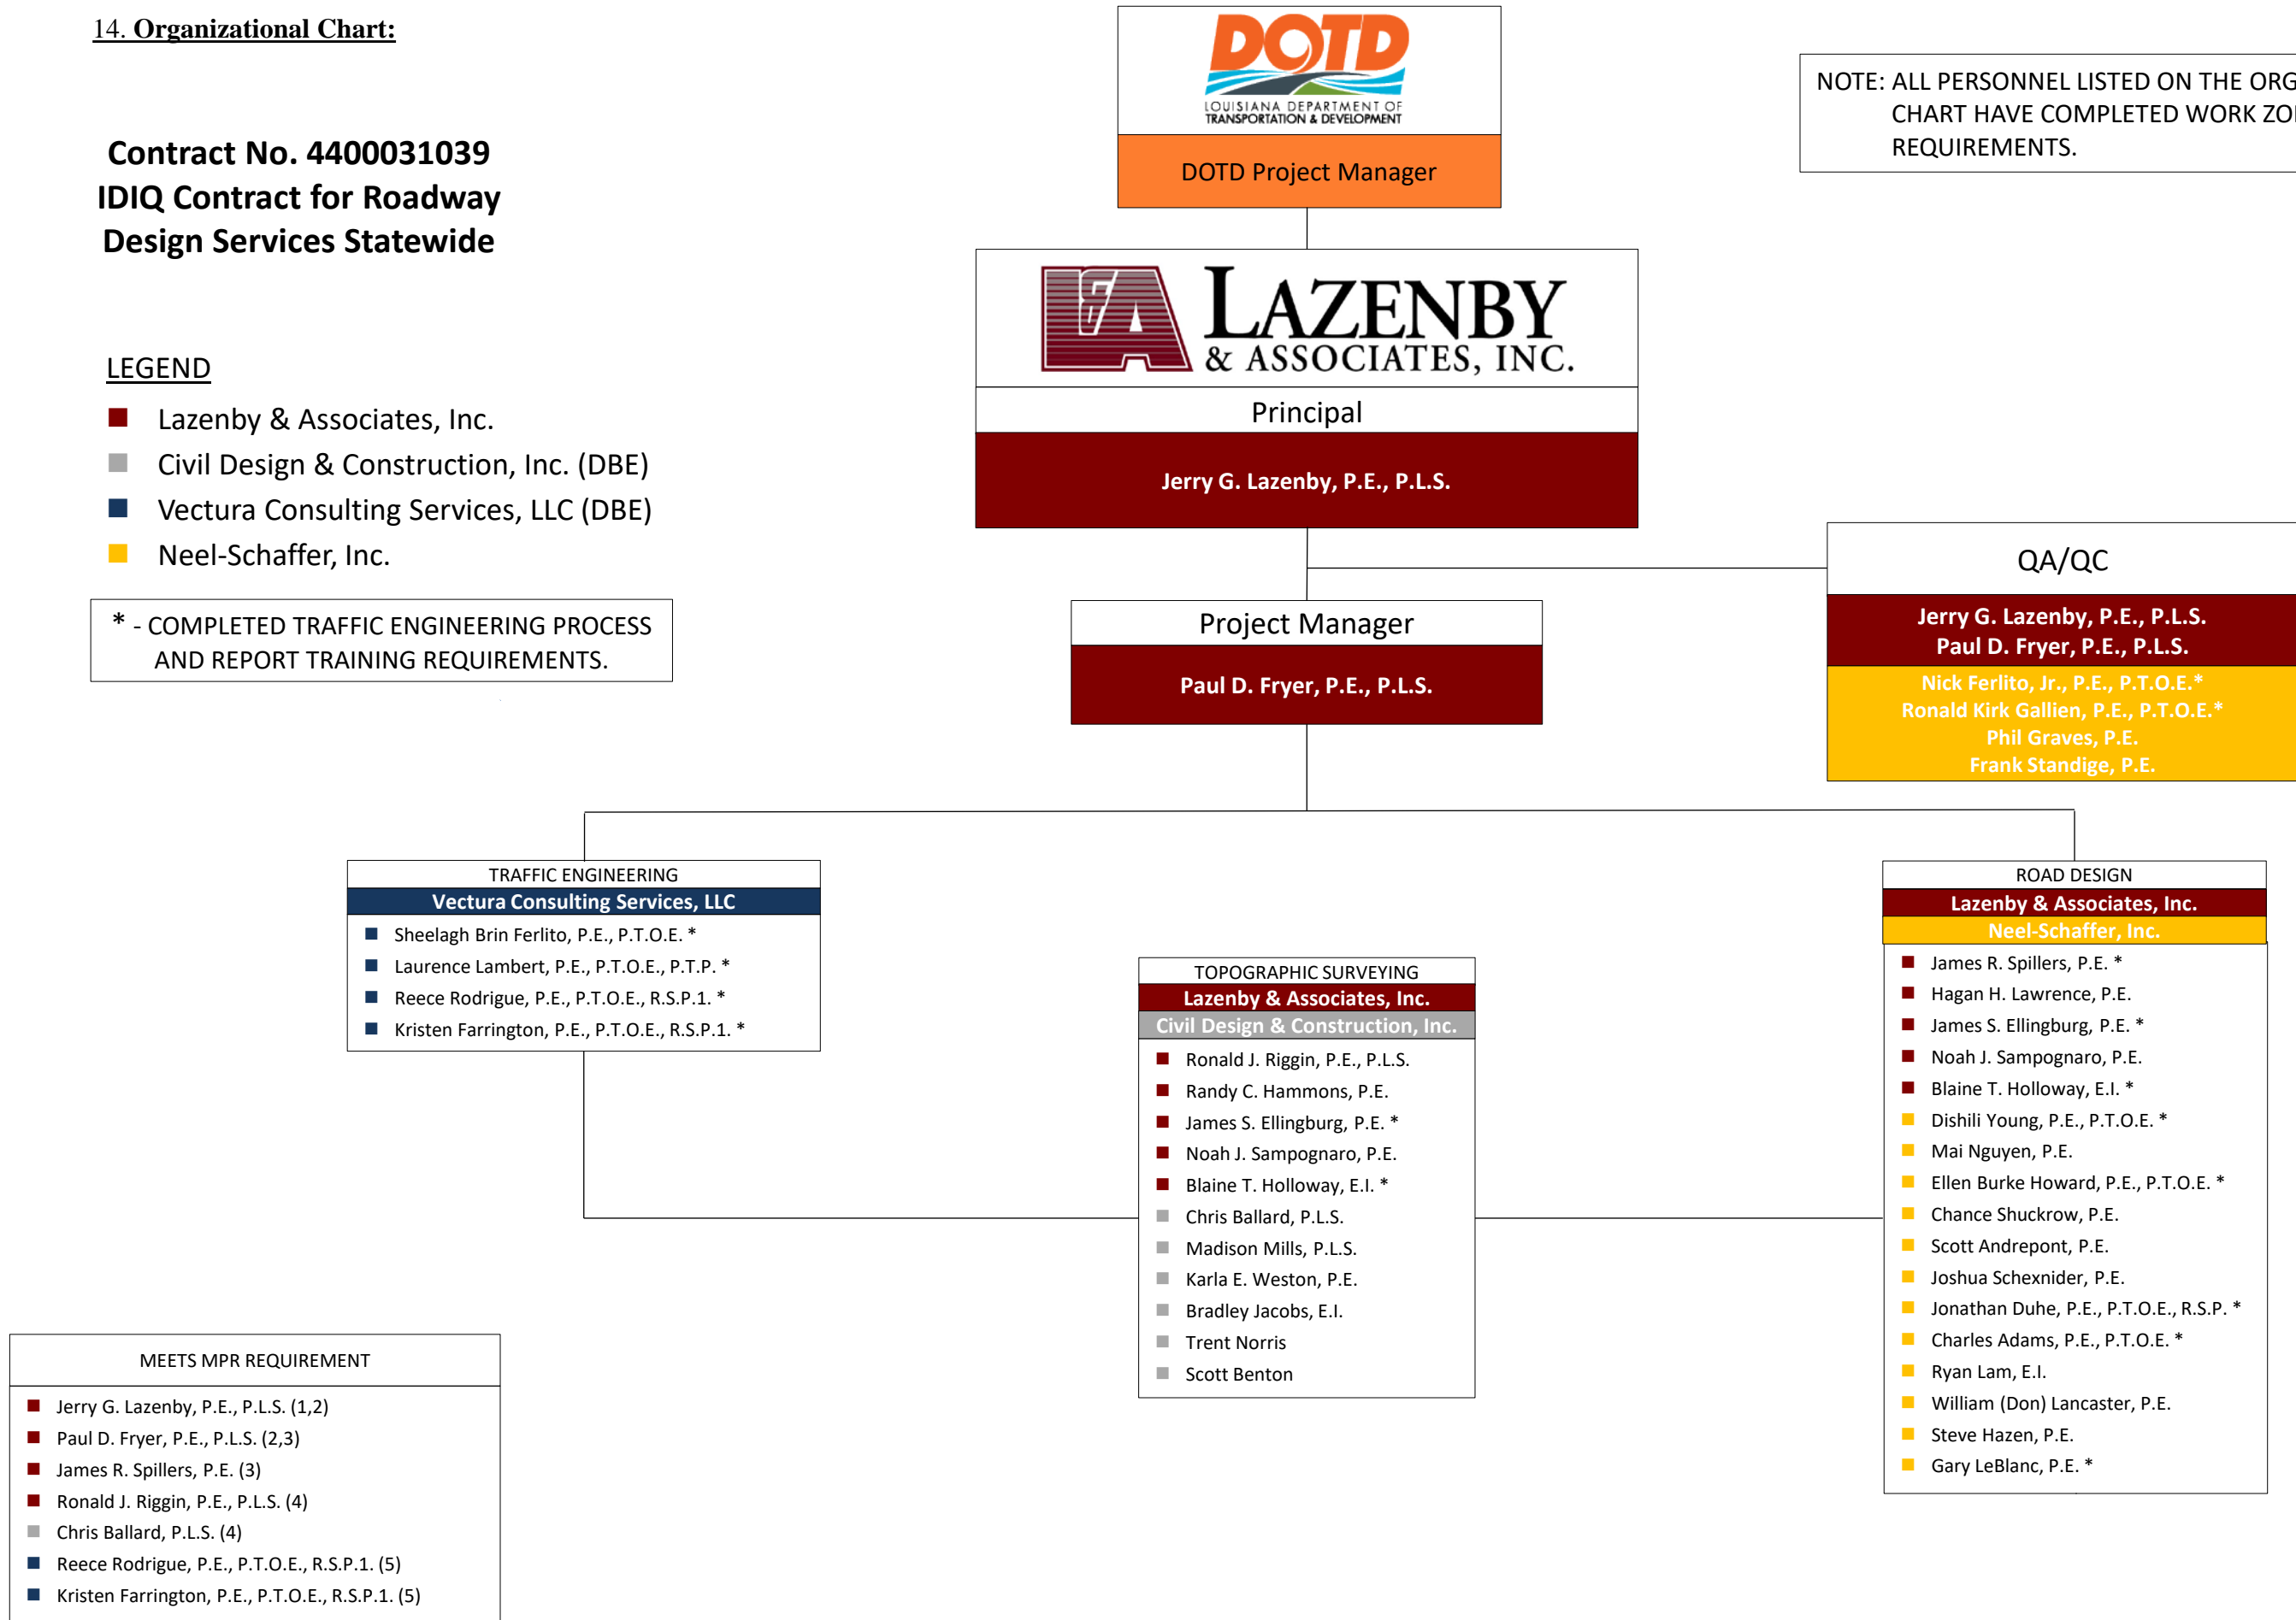 14. Organizational Chart:
Contract No. 4400031039
IDIQ Contract for Roadway
Design Services Statewide
LEGEND
Lazenby & Associates, Inc.
Civil Design & Construction, Inc. (DBE)
Vectura Consulting Services, LLC (DBE)
Neel-Schaffer, Inc.
* - COMPLETED TRAFFIC ENGINEERING PROCESS
AND REPORT TRAINING REQUIREMENTS.
DOTD
LOUISIANA DEPARTMENT OF
TRANSPORTATION & DEVELOPMENT
DOTD Project Manager
NOTE: ALL PERSONNEL LISTED ON THE
CHART HAVE COMPLETED WORK
REQUIREMENTS.
L&A LAZENBY
& ASSOCIATES, INC.
Principal
Jerry G. Lazenby, P.E., P.L.S.
QA/QC
Jerry G. Lazenby, P.E., P.L.S.
Paul D. Fryer, P.E., P.L.S.
Nick Ferlito, Jr., P.E., P.T.O.E.*
Ronald Kirk Gallien, P.E., P.T.O.E.*
Phil Graves, P.E.
Frank Standige, P.E.
Project Manager
Paul D. Fryer, P.E., P.L.S.
TRAFFIC ENGINEERING
Vectura Consulting Services, LLC
Sheelagh Brin Ferlito, P.E., P.T.O.E. *
Laurence Lambert, P.E., P.T.O.E., P.T.P. *
Reece Rodrigue, P.E., P.T.O.E., R.S.P.1. *
Kristen Farrington, P.E., P.T.O.E., R.S.P.1. *
TOPOGRAPHIC SURVEYING
Lazenby & Associates, Inc.
Civil Design & Construction, Inc.
Ronald J. Riggin, P.E., P.L.S.
Randy C. Hammons, P.E.
James S. Ellingburg, P.E. *
Noah J. Sampognaro, P.E.
Blaine T. Holloway, E.I. *
Chris Ballard, P.L.S.
Madison Mills, P.L.S.
Karla E. Weston, P.E.
Bradley Jacobs, E.I.
Trent Norris
Scott Benton
ROAD DESIGN
Lazenby & Associates, Inc.
Neel-Schaffer, Inc.
James R. Spillers, P.E. *
Hagan H. Lawrence, P.E.
James S. Ellingburg, P.E. *
Noah J. Sampognaro, P.E.
Blaine T. Holloway, E.I. *
Dishili Young, P.E., P.T.O.E. *
Mai Nguyen, P.E.
Ellen Burke Howard, P.E., P.T.O.E. *
Chance Shuckrow, P.E.
Scott Andrepont, P.E.
Joshua Schexnider, P.E.
Jonathan Duhe, P.E., P.T.O.E., R.S.P. *
Charles Adams, P.E., P.T.O.E. *
Ryan Lam, E.I.
William (Don) Lancaster, P.E.
Steve Hazen, P.E.
Gary LeBlanc, P.E. *
MEETS MPR REQUIREMENT
Jerry G. Lazenby, P.E., P.L.S. (1,2)
Paul D. Fryer, P.E., P.L.S. (2,3)
James R. Spillers, P.E. (3)
Ronald J. Riggin, P.E., P.L.S. (4)
Chris Ballard, P.L.S. (4)
Reece Rodrigue, P.E., P.T.O.E., R.S.P.1. (5)
Kristen Farrington, P.E., P.T.O.E., R.S.P.1. (5)